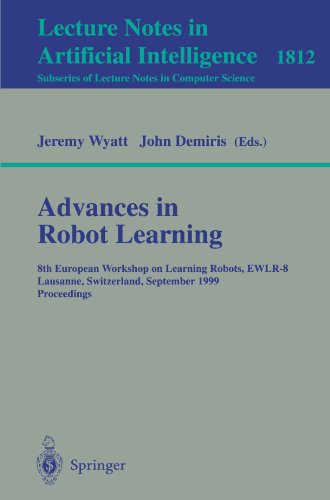 Lecture Notes in
Artificial Intelligence 1812
Subseries of Lecture Notes in Computer Science
Jeremy Wyatt John Demiris (Eds.)
Advances in
Robot Learning
8th European Workshop on Learning Robots, EWLR-8
Lausanne, Switzerland, September 1999
Proceedings
Springer